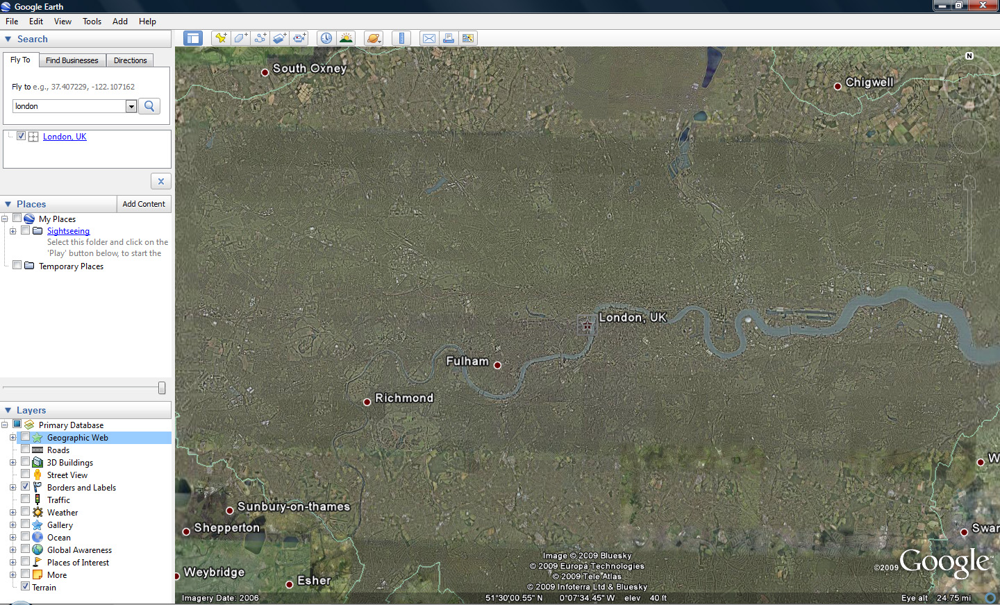 Google Earth
File Edit View Tools Add Help
Search
Fly To Find Businesses Directions
Fly to e.g., 37.407229, -122.107162
london
London, UK
Places Add Content
My Places
Sightseeing
Select this folder and click on the
'Play' button below, to start the
Temporary Places
Layers
Primary Database
Geographic Web
Roads
3D Buildings
Street View
Borders and Labels
Traffic
Weather
Gallery
Ocean
Global Awareness
Places of Interest
More
Terrain
N
South Oxney
Chigwell
London, UK
Fulham
Richmond
W
Sunbury-on-thames
Shepperton
Swar
Weybridge
Esher
Image © 2009 Bluesky
© 2009 Europa Technologies
© 2009 Tele Atlas
© 2009 Infoterra Ltd & Bluesky
©2009 Google™
Imagery Date: 2006
51°30'00.55" N 0°07'34.45" W elev 40 ft
Eye alt 24.75 mi